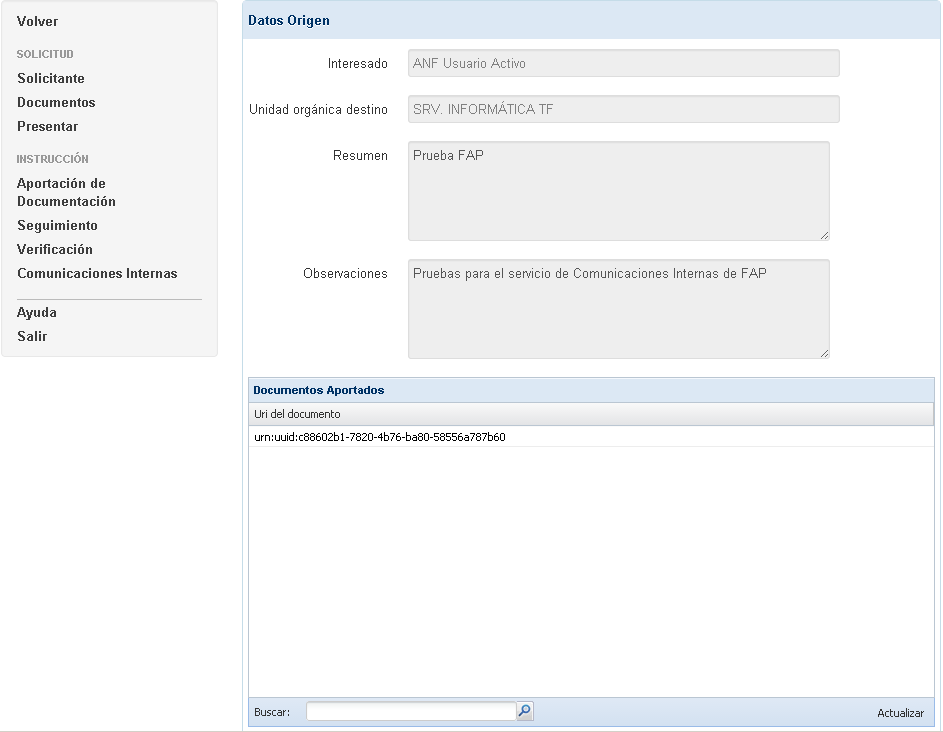 Volver
SOLICITUD
Solicitante
Documentos
Presentar
INSTRUCCIÓN
Aportación de
Documentación
Seguimiento
Verificación
Comunicaciones Internas
Ayuda
Salir
Datos Origen
Interesado
ANF Usuario Activo
Unidad orgánica destino
SRV. INFORMÁTICA TF
Resumen
Prueba FAP
Observaciones
Pruebas para el servicio de Comunicaciones Internas de FAP
Documentos Aportados
Uri del documento
urn:uuid:c88602b1-7820-4b76-ba80-58556a787b60
Buscar:
Actualizar